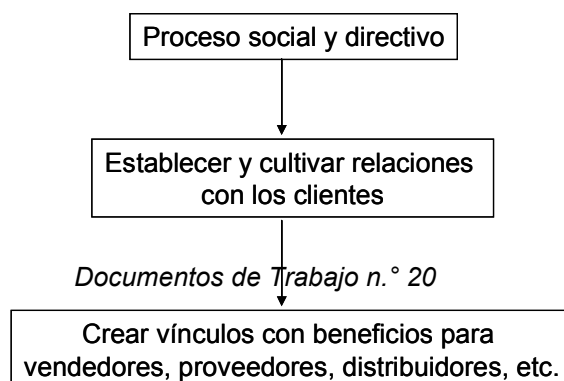 Proceso social y directivo
Establecer y cultivar relaciones
con los clientes
Documentos de Trabajo n.° 20
Crear vínculos con beneficios para
vendedores, proveedores, distribuidores, etc.